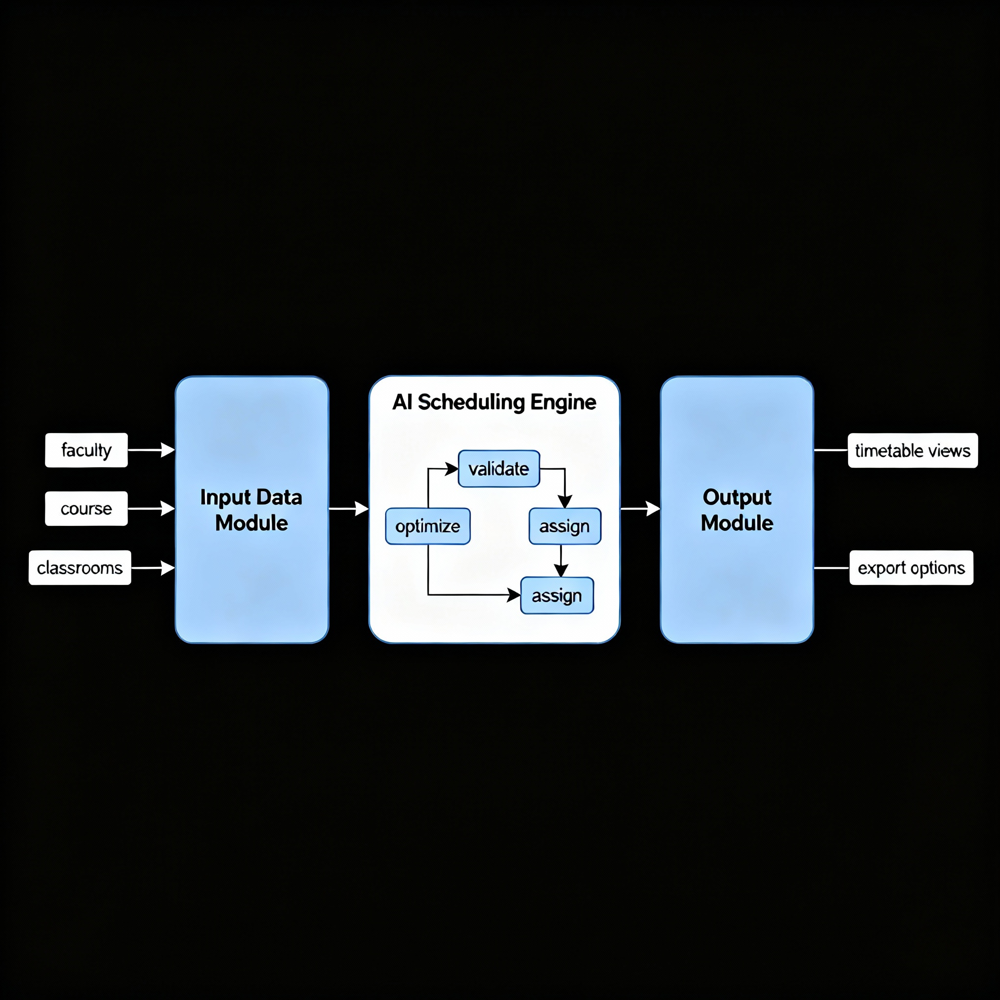 faculty
course
classrooms
Input Data
Module
AI Scheduling Engine
validate
optimize
assign
assign
Output
Module
timetable views
export options